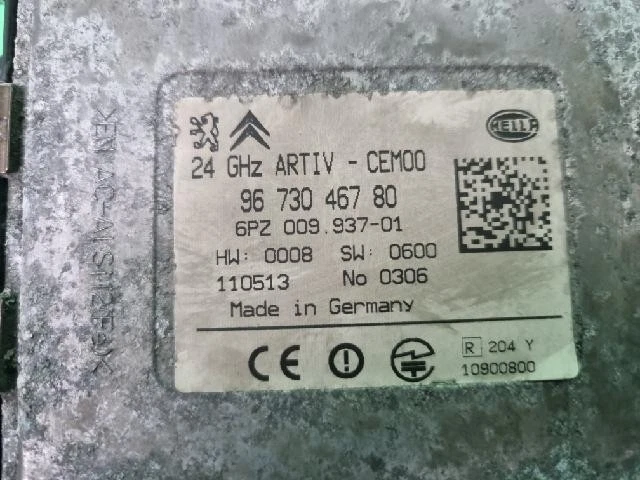 HELLA
24 GHz ARTIV - CEM00
96 730 467 80
6PZ 009.937-01
HW: 0008 SW: 0600
110513 No 0306
Made in Germany
CE
R 204 Y
10900800